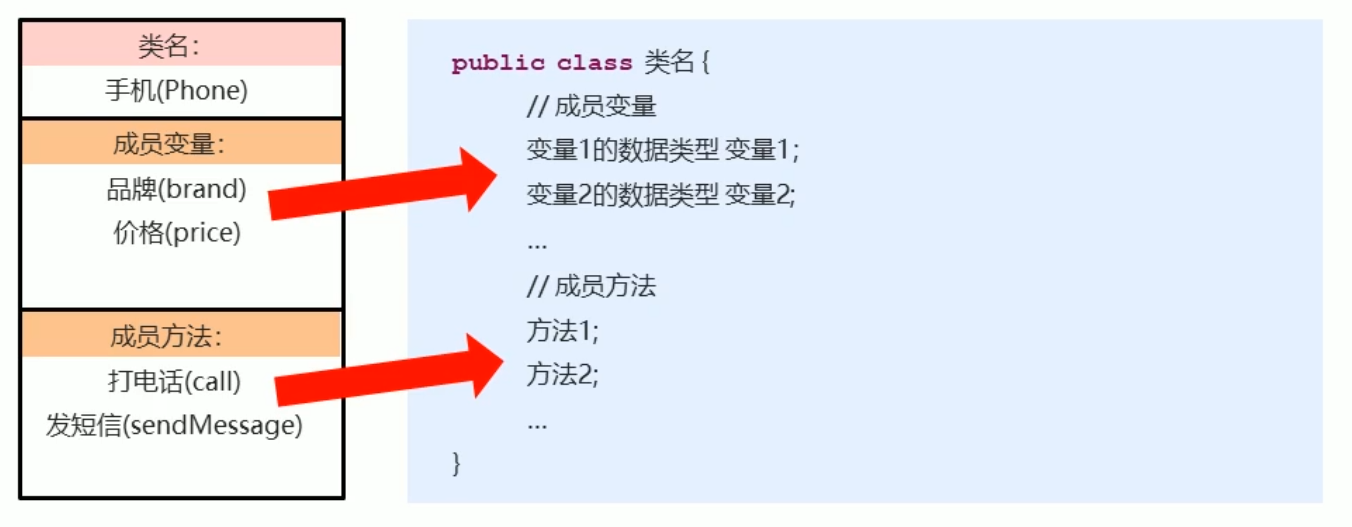 类名：
手机(Phone)
成员变量：
品牌(brand)
价格(price)
成员方法：
打电话(call)
发短信(sendMessage)
public class 类名 {
// 成员变量
变量1的数据类型 变量1;
变量2的数据类型 变量2;
...
// 成员方法
方法1;
方法2;
...
}